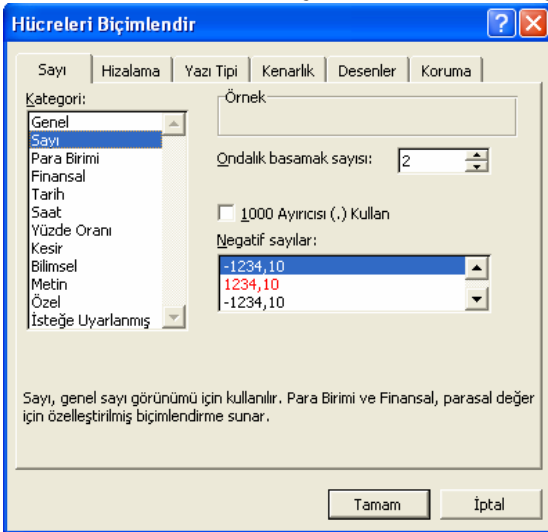 Hücreleri Biçimlendir
Sayı Hizalama Yazı Tipi Kenarlık Desenler Koruma
Kategori:
Genel
Sayı
Para Birimi
Finansal
Tarih
Saat
Yüzde Oranı
Kesir
Bilimsel
Metin
Özel
İsteğe Uyarlanmış
Örnek
Ondalık basamak sayısı: 2
1000 Ayırıcısı (.) Kullan
Negatif sayılar:
-1234,10
1234,10
-1234,10
Sayı, genel sayı görünümü için kullanılır. Para Birimi ve Finansal, parasal değer
için özelleştirilmiş biçimlendirme sunar.
Tamam İptal